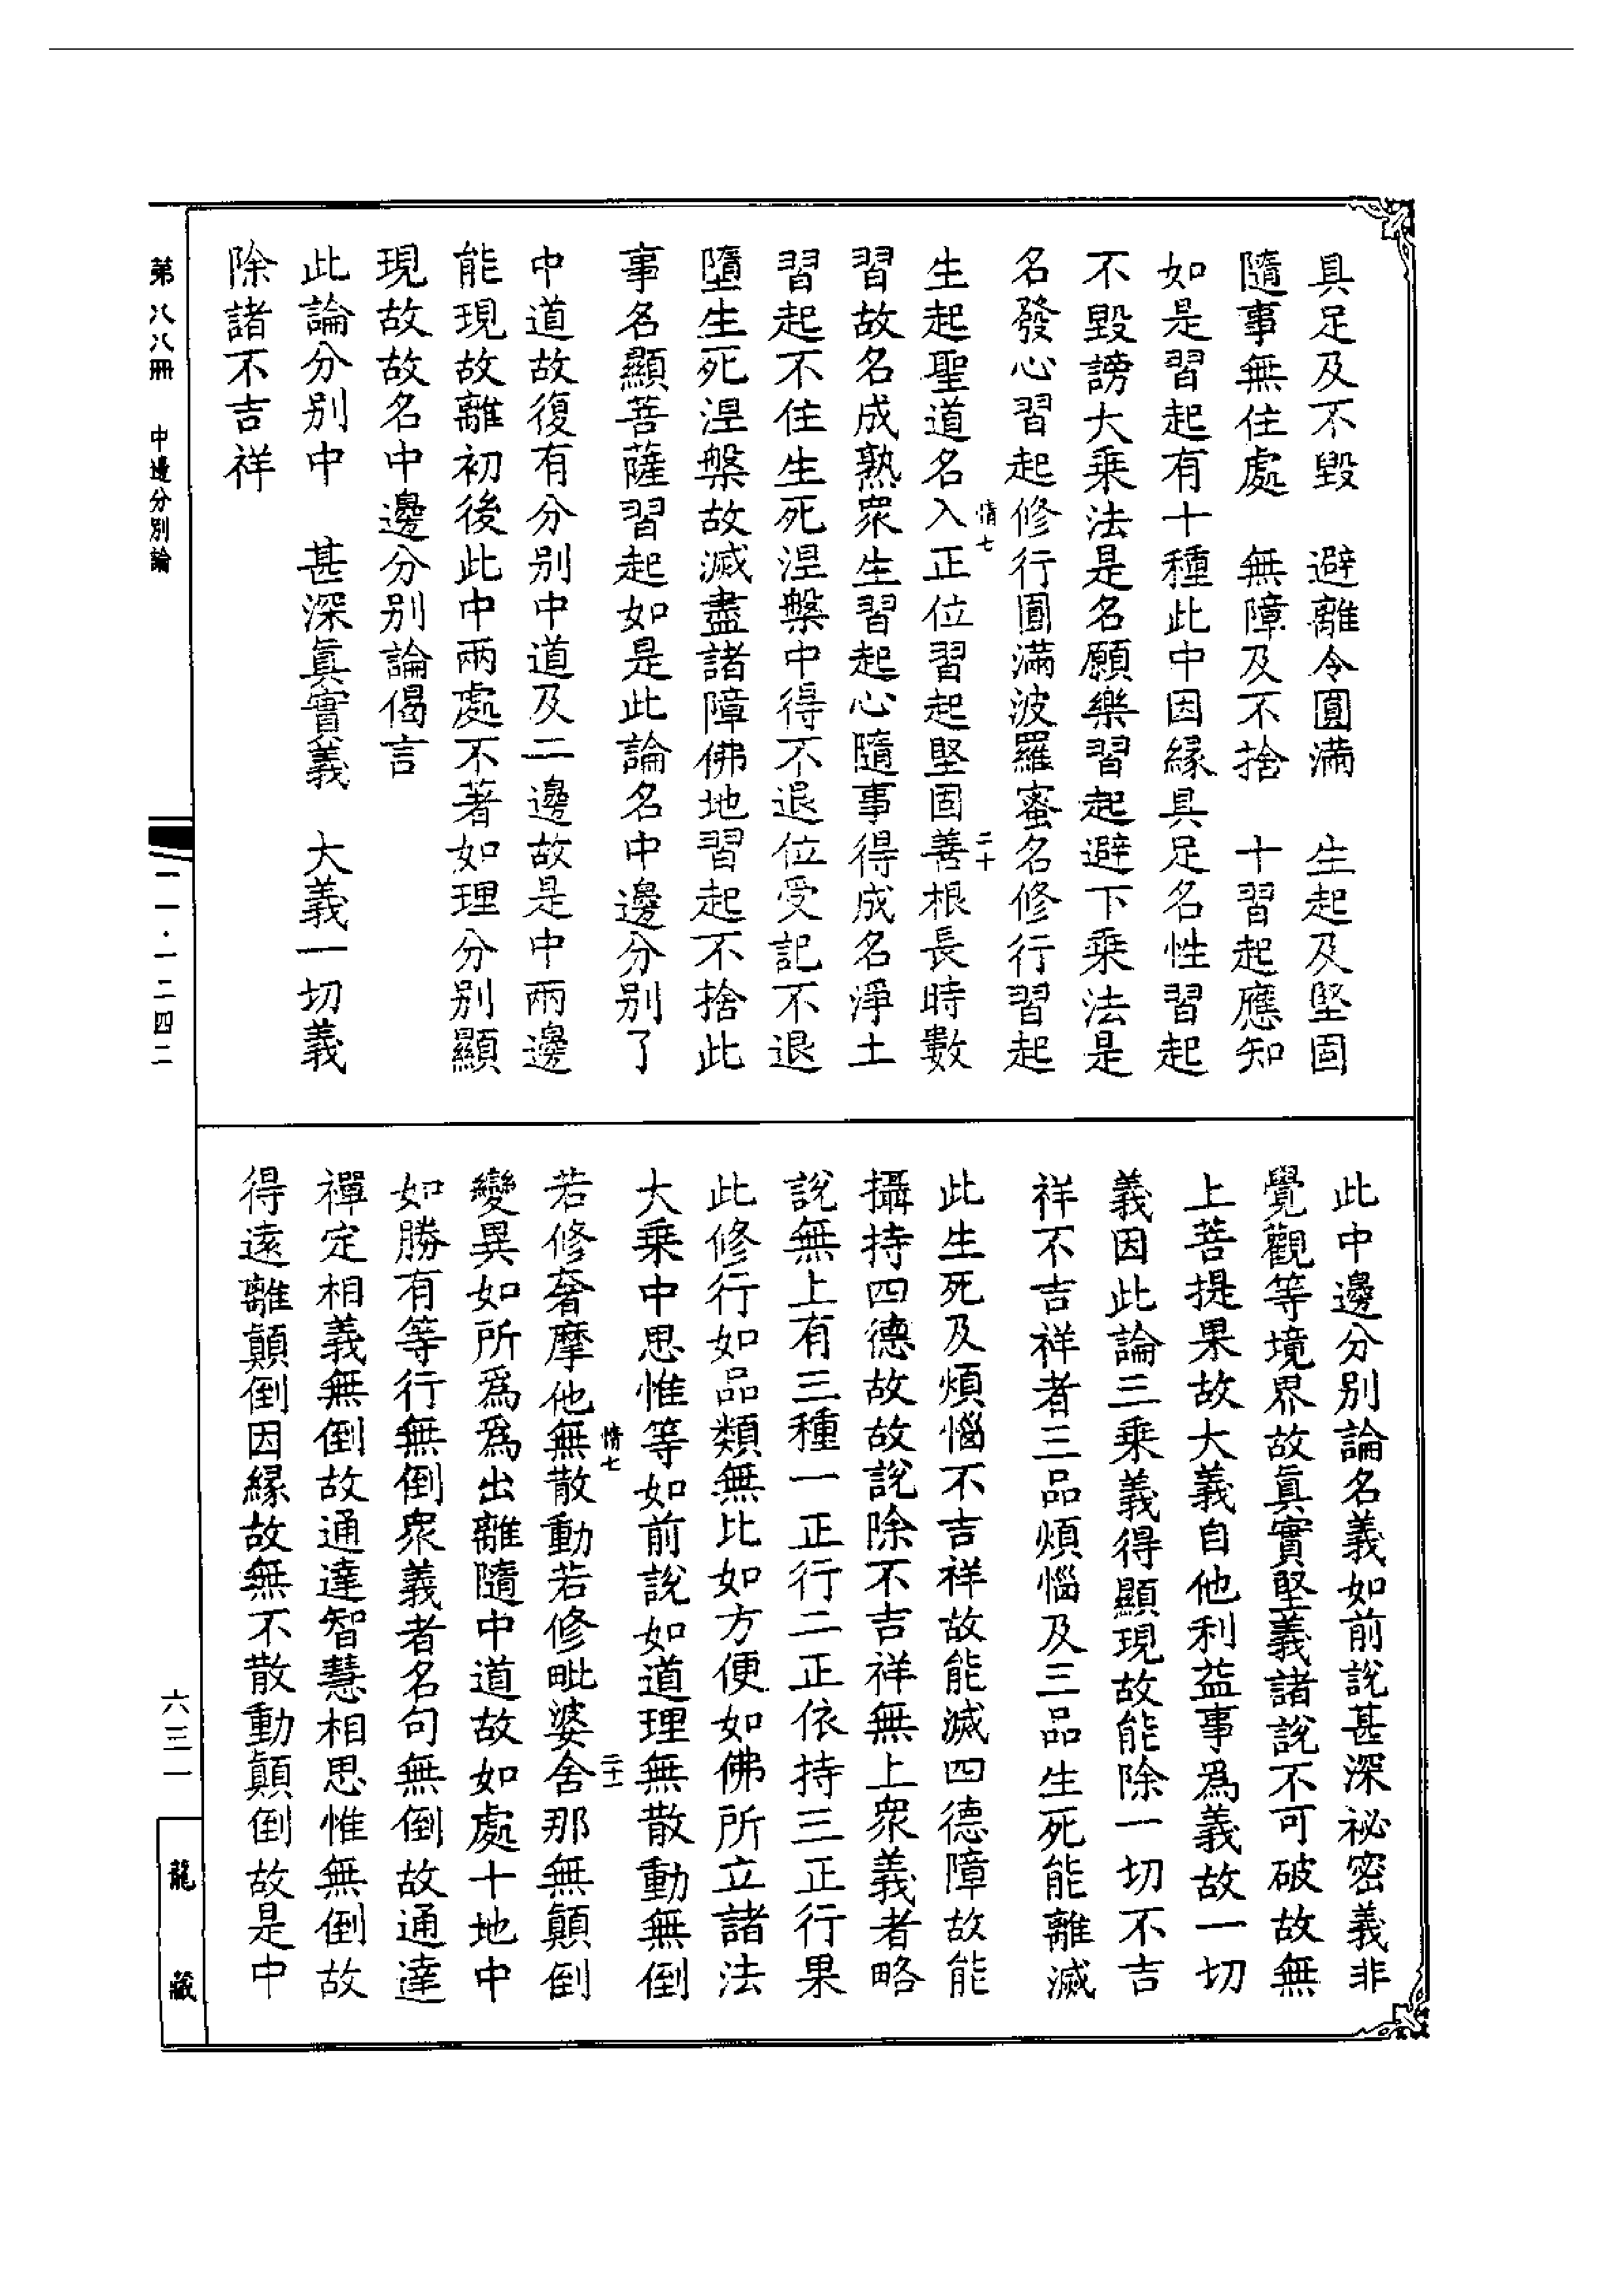 具足及不毀　避離令圓滿　生起及堅固
隨事無住處　無障及不捨　十習起應知
如是習起有十種此中因緣具足名性習起
不毀謗大乘法是名願樂習起避下乘法是
名發心習起修行圓滿波羅蜜名修行習起
情七　二十
生起聖道名入正位習起堅固善根長時數
習故名成熟眾生習起心隨事得成名淨土
習起不住生死涅槃中得不退位受記不退
墮生死涅槃故滅盡諸障佛地習起不捨此
事名顯菩薩習起如是此論名中邊分別了
中道故復有分別中道及二邊故是中兩邊
能現故離初後此中兩處不著如理分別顯
現故故名中邊分別論偈言
此論分別中　甚深真實義　大義一切義
除諸不吉祥
第八八冊　中邊分別論　一一·一二四二
此中邊分別論名義如前說甚深祕密義非
覺觀等境界故真實堅義諸說不可破故無
上菩提果故大義自他利益事為義故一切
義因此論三乘義得顯現故能除一切不吉
祥不吉祥者三品煩惱及三品生死能離滅
此生死及煩惱不吉祥故能滅四德障故能
攝持四德故故說除不吉祥無上眾義者略
說無上有三種一正行二正依持三正行果
此修行如品類無比如方便如佛所立諸法
大乘中思惟等如前說如道理無散動無倒
情七　二十一
若修奢摩他無散動若修毗婆舍那無顛倒
變異如所為為出離隨中道故如處十地中
如勝有等行無倒眾義者名句無倒故通達
禪定相義無倒故通達智慧相思惟無倒故
得遠離顛倒因緣故無不散動顛倒故是中
六三一
龍藏